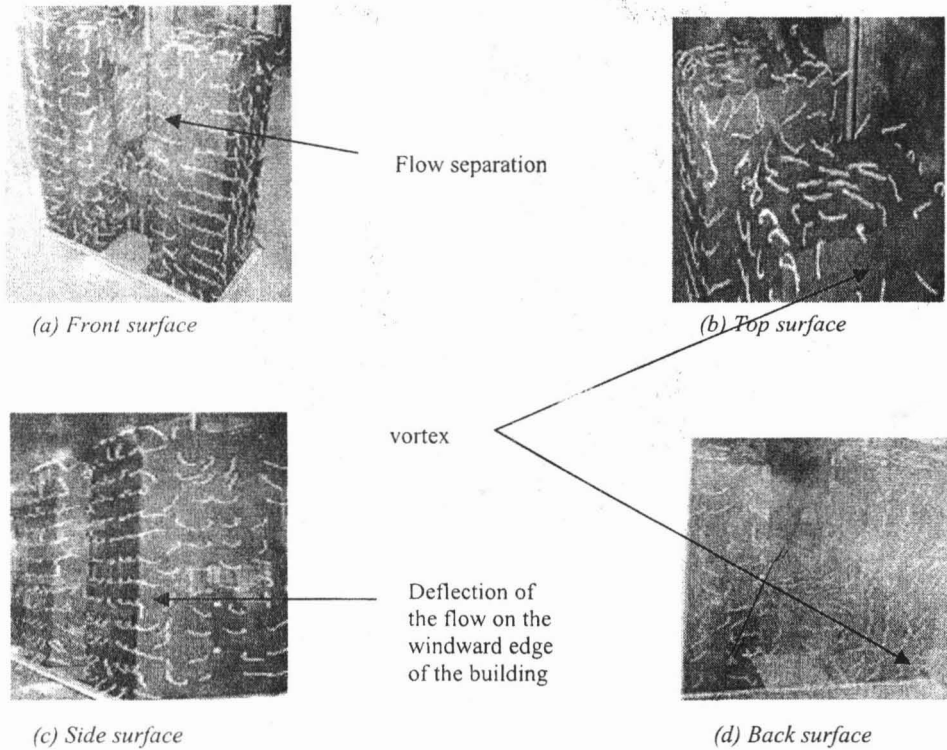 Flow separation
(a) Front surface
(b) Top surface
vortex
Deflection of
the flow on the
windward edge
of the building
(c) Side surface
(d) Back surface